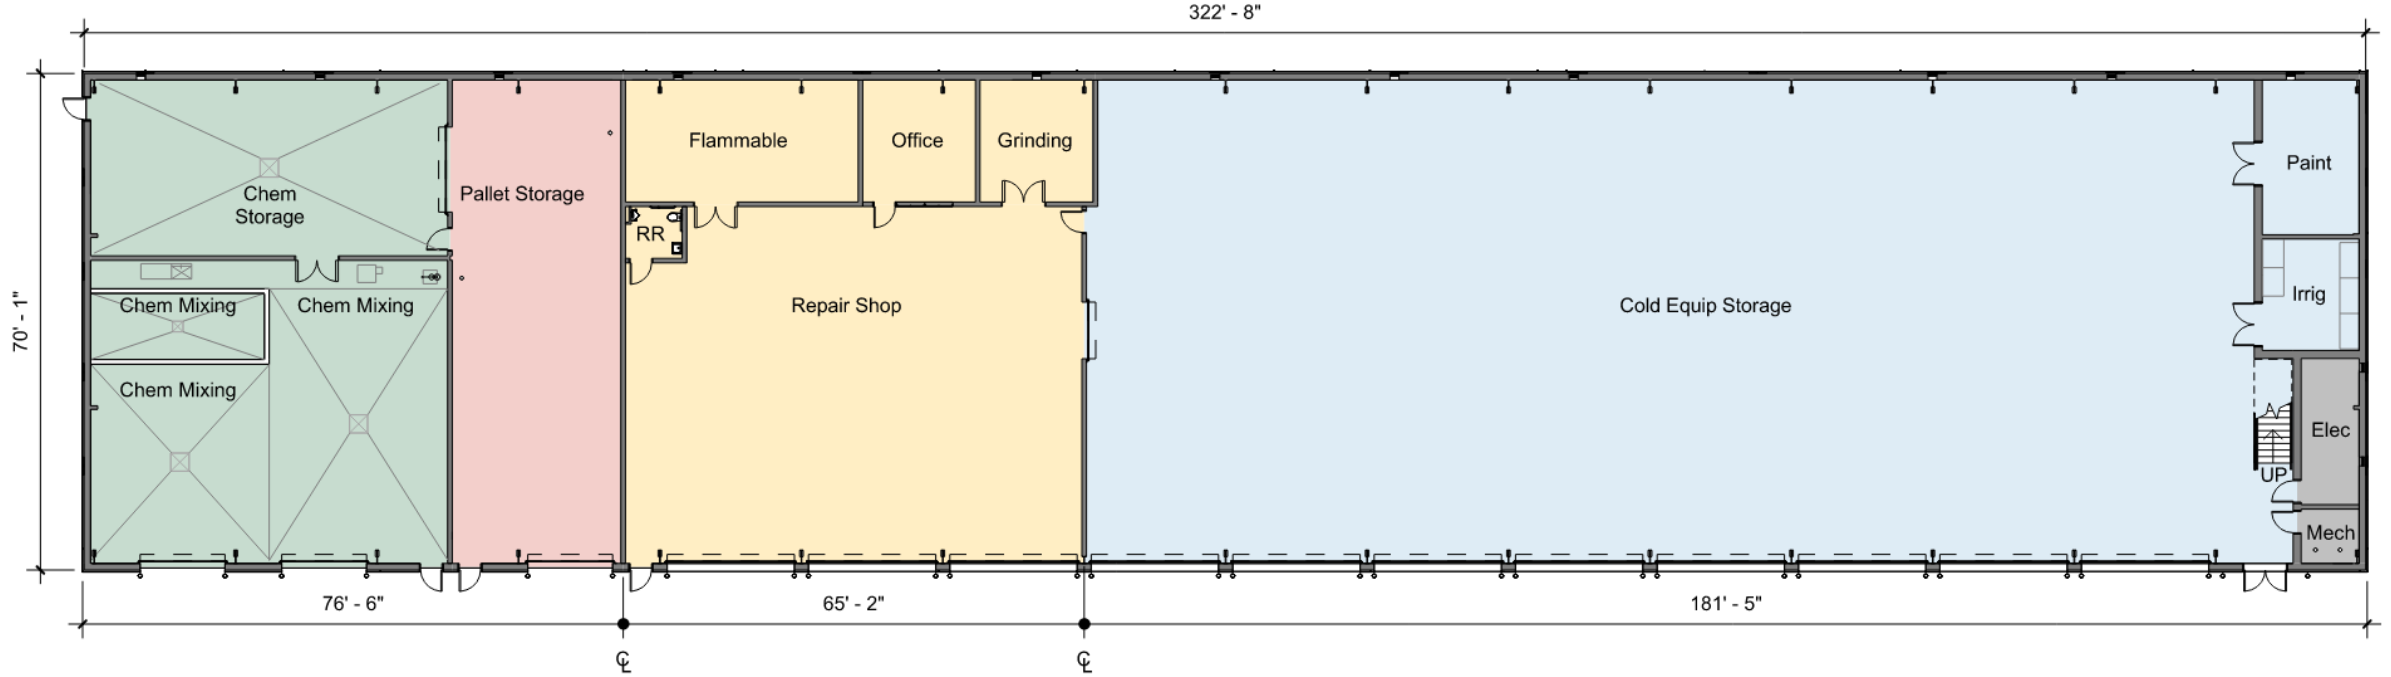 322' - 8"
70' - 1"
Chem
Storage
Pallet Storage
Flammable
Office
Grinding
Paint
RR
Chem Mixing
Chem Mixing
Repair Shop
Cold Equip Storage
Irrig
Chem Mixing
Elec
UP
Mech
76' - 6"
65' - 2"
181' - 5"
℄
℄